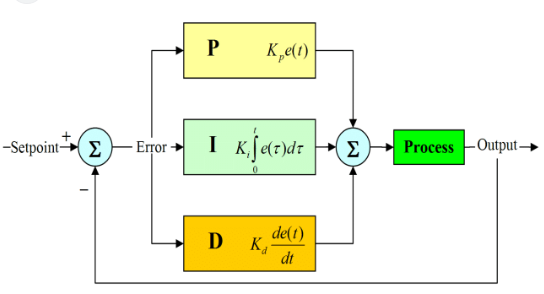 P K_p e(t)
+
–Setpoint Σ Error I K_i ∫_0^t e(τ)dτ Σ Process Output
–
D K_d de(t)/dt